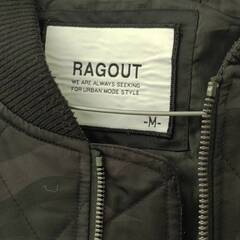 RAGOUT
WE ARE ALWAYS SEEKING
FOR URBAN MODE STYLE.
-M-